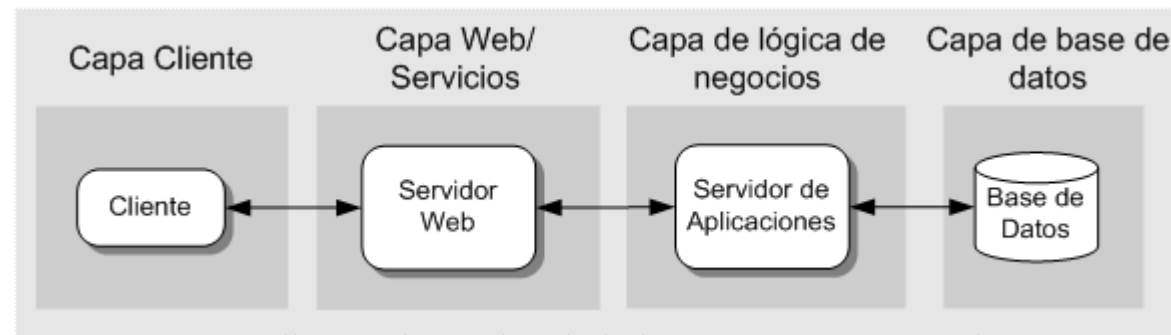 Capa Cliente
Capa Web/
Servicios
Capa de lógica de
negocios
Capa de base de
datos
Cliente
Servidor
Web
Servidor de
Aplicaciones
Base de
Datos